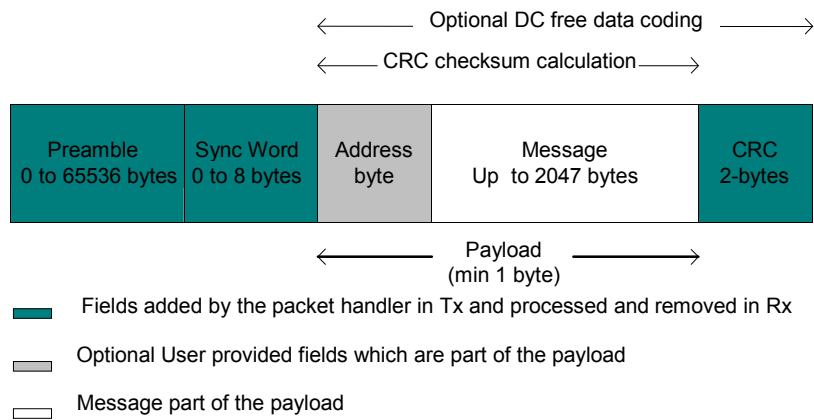 Optional DC free data coding
CRC checksum calculation
Preamble
0 to 65536 bytes
Sync Word
0 to 8 bytes
Address
byte
Message
Up to 2047 bytes
CRC
2-bytes
Payload
(min 1 byte)
Fields added by the packet handler in Tx and processed and removed in Rx
Optional User provided fields which are part of the payload
Message part of the payload